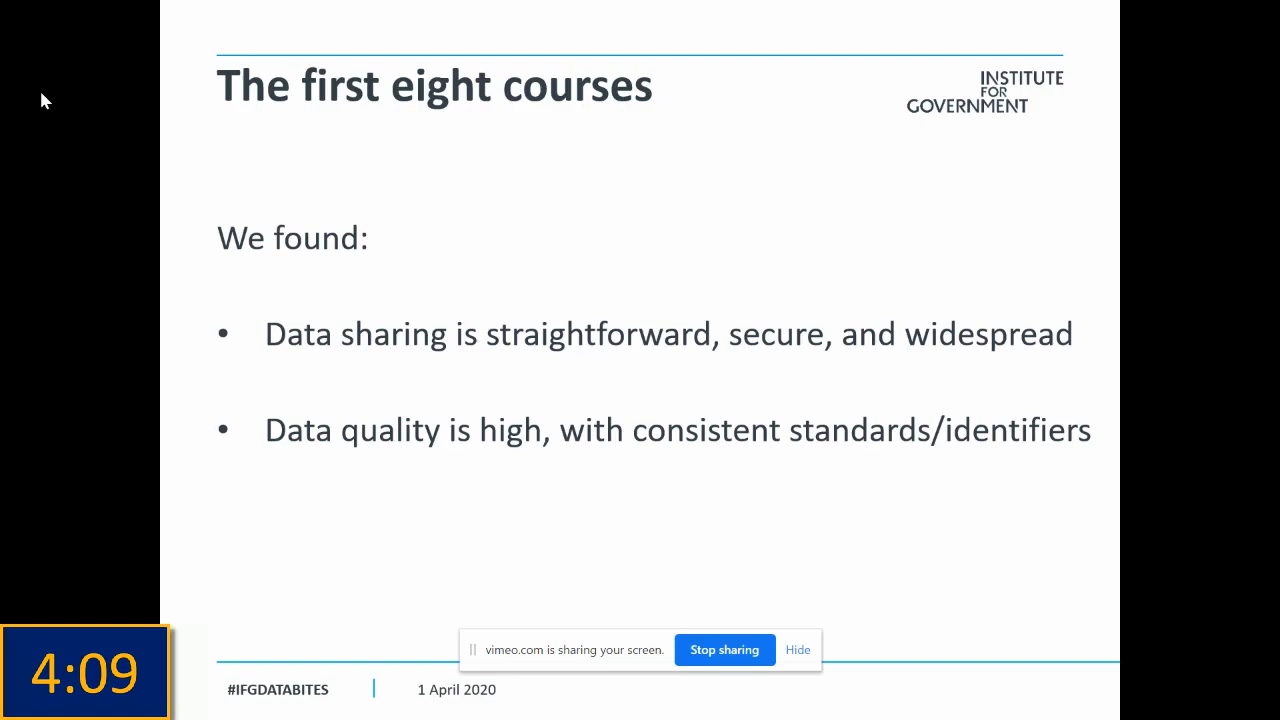 The first eight courses
INSTITUTE
FOR
GOVERNMENT
We found:
• Data sharing is straightforward, secure, and widespread
• Data quality is high, with consistent standards/identifiers
vimeo.com is sharing your screen. Stop sharing Hide
4:09
#IFGDATABITES
1 April 2020